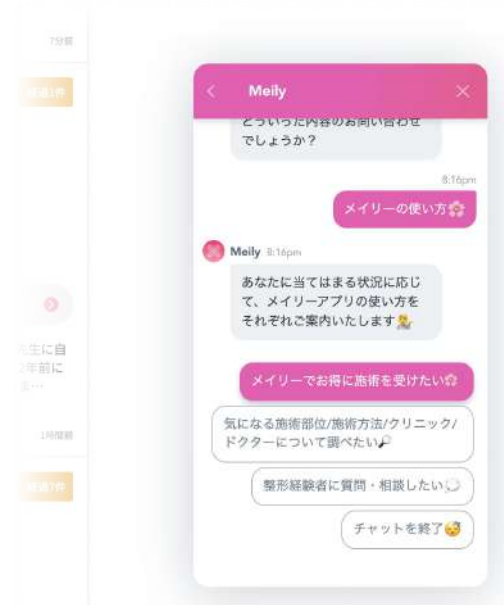 7分前
Meily
どういった内容のお問い合わせ
でしょうか？
8:16pm
メイリーの使い方🌸
Meily 8:16pm
あなたに当てはまる状況に応じ
て、メイリーアプリの使い方を
それぞれご案内いたします
メイリーでお得に施術を受けたい🌸
気になる施術部位/施術方法/クリニック/
ドクターについて調べたい🔎
整形経験者に質問・相談したい💭
チャットを終了😴
先生に自
年前に
1時間前